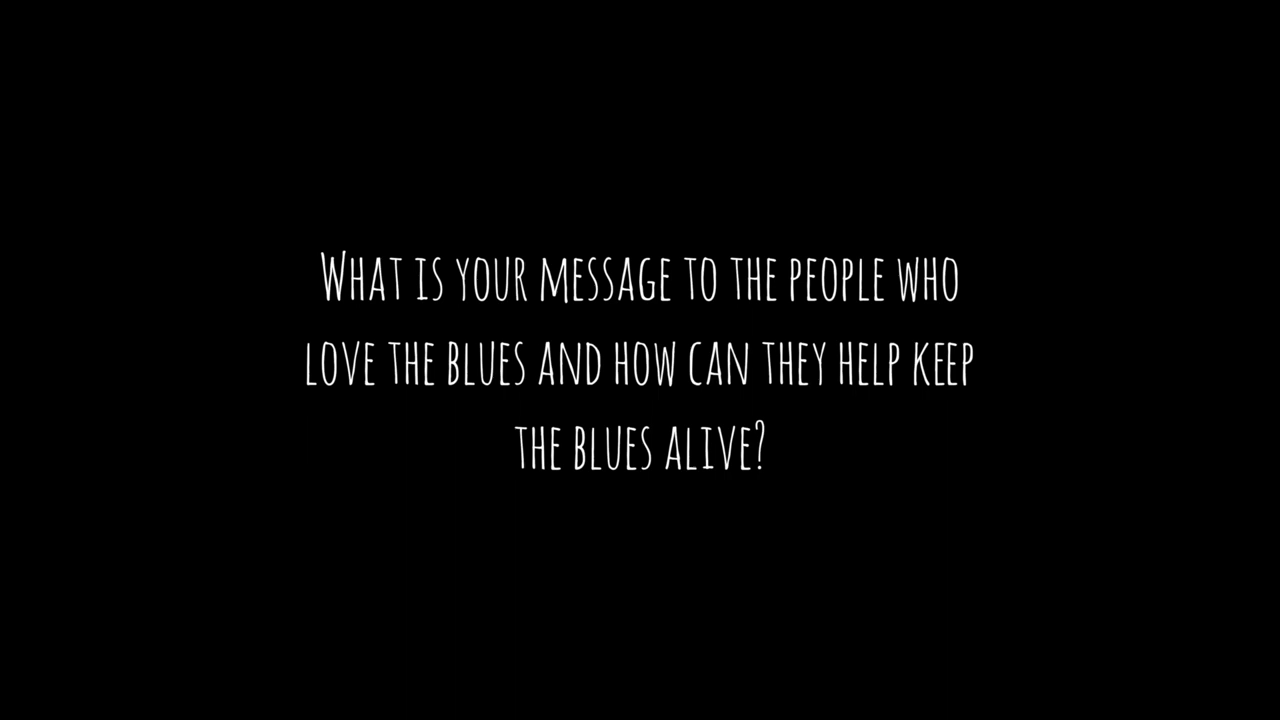 What is your message to the people who
love the blues and how can they help keep
the blues alive?